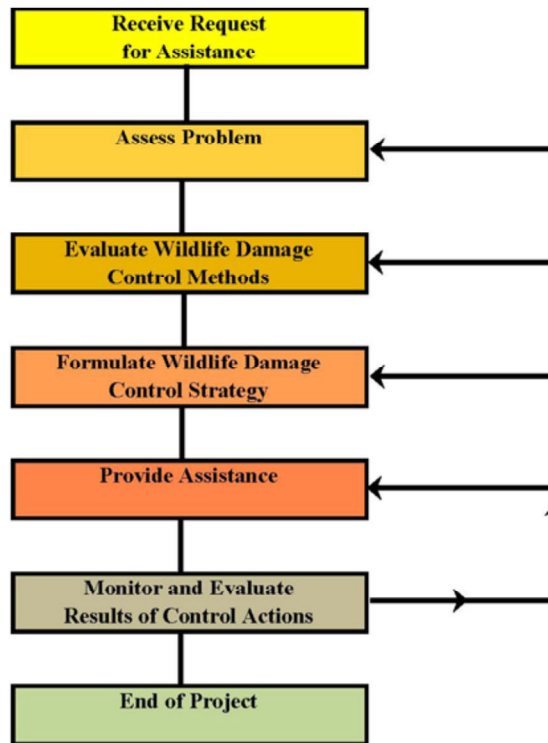 Receive Request
for Assistance
Assess Problem
Evaluate Wildlife Damage
Control Methods
Formulate Wildlife Damage
Control Strategy
Provide Assistance
Monitor and Evaluate
Results of Control Actions
End of Project